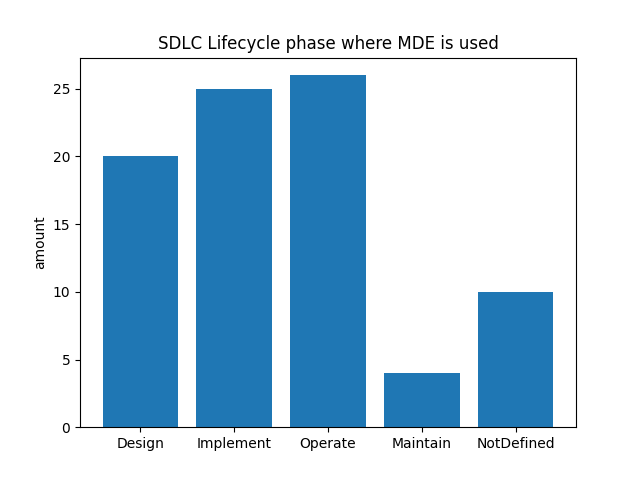 SDLC Lifecycle phase where MDE is used
25
20
15
10
5
0
amount
Design Implement Operate Maintain NotDefined